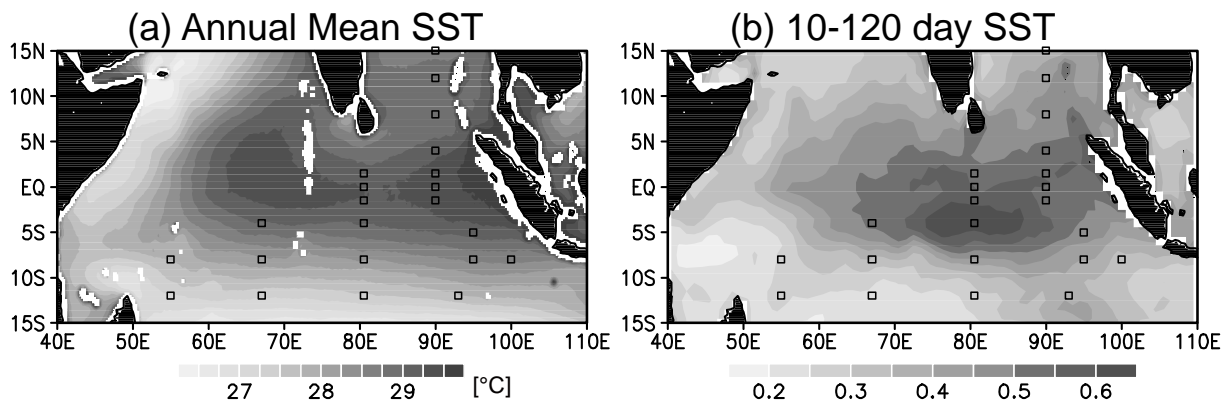 (a) Annual Mean SST
15N
10N
5N
EQ
5S
10S
15S
40E 50E 60E 70E 80E 90E 100E 110E
27 28 29 [°C]
(b) 10-120 day SST
15N
10N
5N
EQ
5S
10S
15S
40E 50E 60E 70E 80E 90E 100E 110E
0.2 0.3 0.4 0.5 0.6